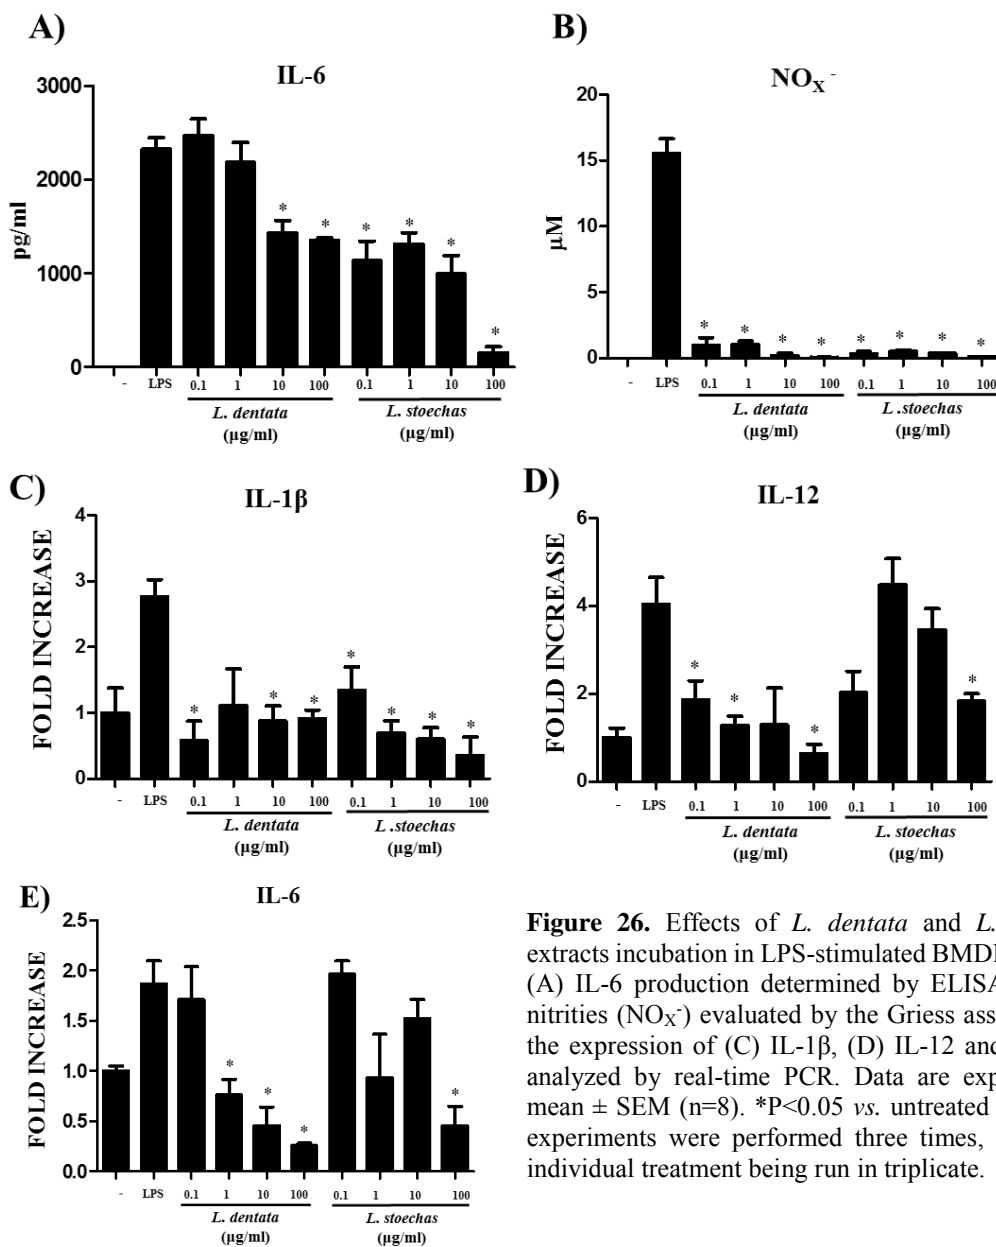 A)
IL-6
3000
2000
1000
0
pg/ml
* * * * * *
- LPS 0.1 1 10 100 0.1 1 10 100
L. dentata L. stoechas
(µg/ml) (µg/ml)
B)
NOX -
20
15
10
5
0
µM
* * * * * * * *
- LPS 0.1 1 10 100 0.1 1 10 100
L. dentata L .stoechas
(µg/ml) (µg/ml)
C)
IL-1β
4
3
2
1
0
FOLD INCREASE
* * * * * * *
- LPS 0.1 1 10 100 0.1 1 10 100
L. dentata L .stoechas
(µg/ml) (µg/ml)
D)
IL-12
6
4
2
0
FOLD INCREASE
* * * *
- LPS 0.1 1 10 100 0.1 1 10 100
L. dentata L. stoechas
(µg/ml) (µg/ml)
E)
IL-6
2.5
2.0
1.5
1.0
0.5
0.0
FOLD INCREASE
* * * *
- LPS 0.1 1 10 100 0.1 1 10 100
L. dentata L. stoechas
(µg/ml) (µg/ml)
Figure 26. Effects of L. dentata and L.
extracts incubation in LPS-stimulated
(A) IL-6 production determined by ELISA
nitrities (NOX-) evaluated by the Griess
the expression of (C) IL-1β, (D) IL-12 and
analyzed by real-time PCR. Data are
mean ± SEM (n=8). *P<0.05 vs. untreated
experiments were performed three times,
individual treatment being run in triplicate.